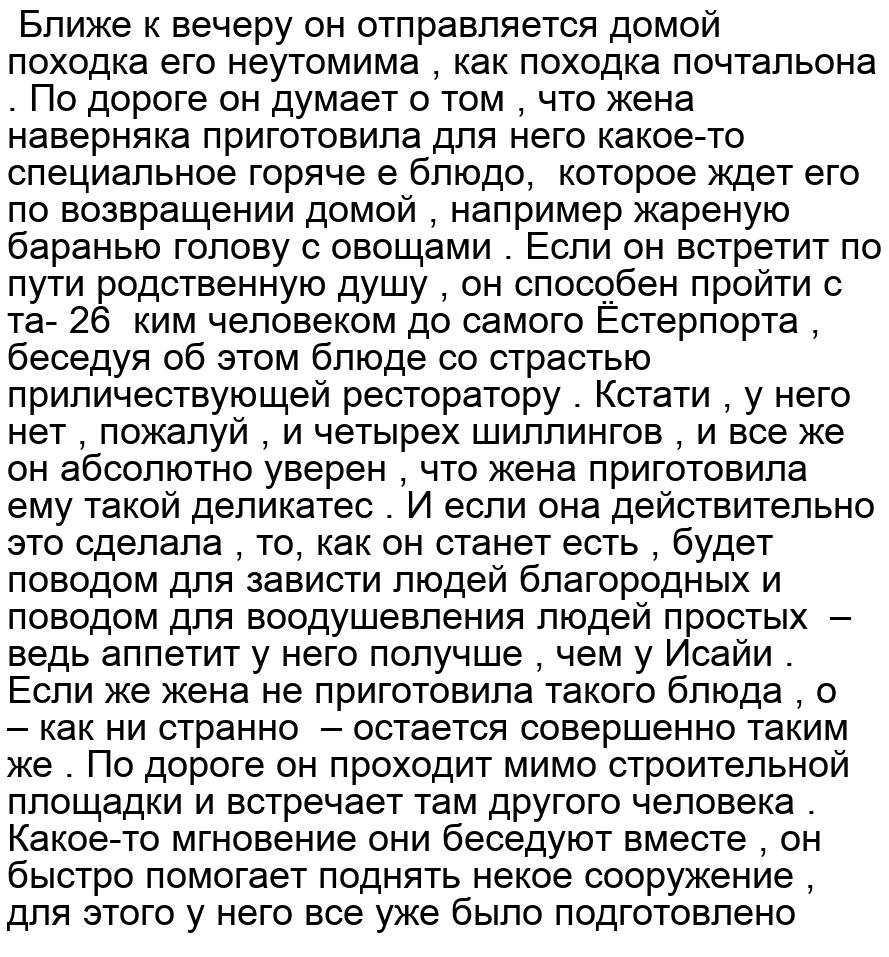 Ближе к вечеру он отправляется домой
походка его неутомима , как походка почтальона
. По дороге он думает о том , что жена
наверняка приготовила для него какое-то
специальное горяче е блюдо,  которое ждет его
по возвращении домой , например жареную
баранью голову с овощами . Если он встретит по
пути родственную душу , он способен пройти с
та- 26  ким человеком до самого Ёстерпорта ,
беседуя об этом блюде со страстью
приличествующей ресторатору . Кстати , у него
нет , пожалуй , и четырех шиллингов , и все же
он абсолютно уверен , что жена приготовила
ему такой деликатес . И если она действительно
это сделала , то, как он станет есть , будет
поводом для зависти людей благородных и
поводом для воодушевления людей простых  –
ведь аппетит у него получше , чем у Исайи .
Если же жена не приготовила такого блюда , о
– как ни странно  – остается совершенно таким
же . По дороге он проходит мимо строительной
площадки и встречает там другого человека .
Какое-то мгновение они беседуют вместе , он
быстро помогает поднять некое сооружение ,
для этого у него все уже было подготовлено